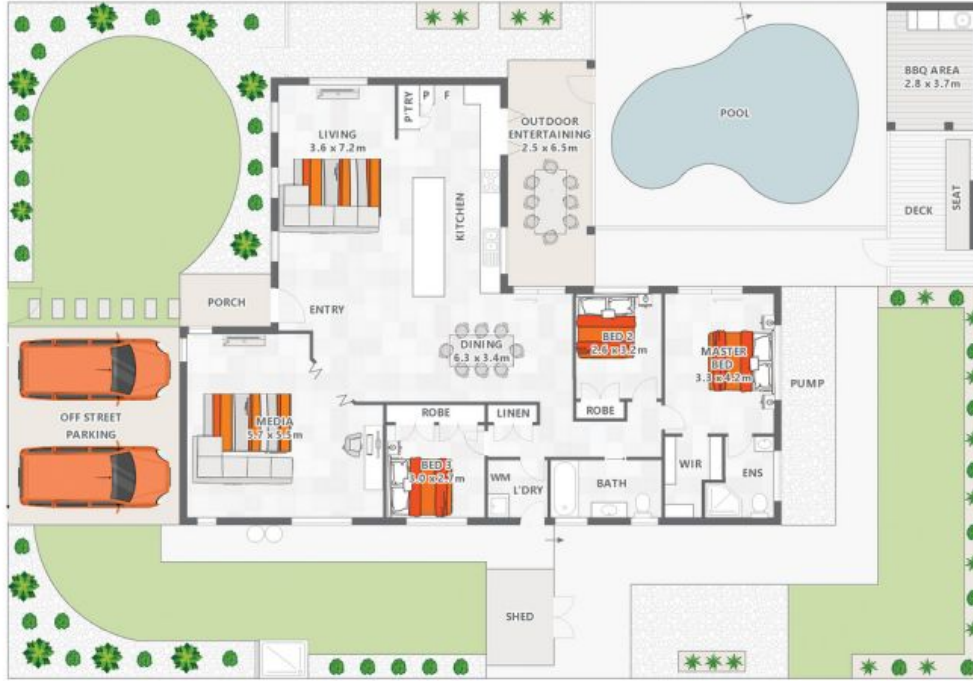 BBQ AREA
2.8 x 3.7m
POOL
P'TRY
P
F
LIVING
3.6 x 7.2m
OUTDOOR
ENTERTAINING
2.5 x 6.5m
KITCHEN
DECK
SEAT
PORCH
ENTRY
DINING
6.3 x 3.4m
BED 2
2.6 x 3.2m
MASTER
BED
3.3 x 4.2m
PUMP
OFF STREET
PARKING
MEDIA
5.7 x 5.5m
ROBE
LINEN
ROBE
BED 3
3.0 x 2.7m
WM
L'DRY
BATH
WIR
ENS
SHED